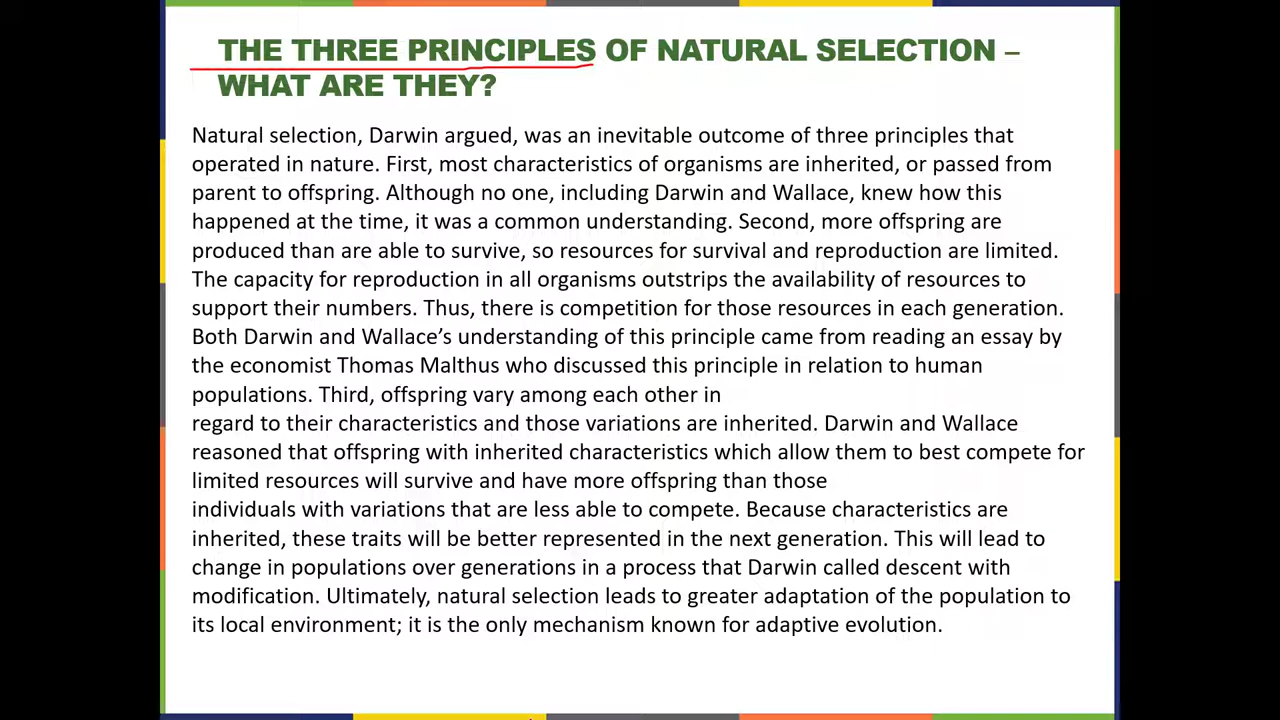 THE THREE PRINCIPLES OF NATURAL SELECTION –
WHAT ARE THEY?
Natural selection, Darwin argued, was an inevitable outcome of three principles that
operated in nature. First, most characteristics of organisms are inherited, or passed from
parent to offspring. Although no one, including Darwin and Wallace, knew how this
happened at the time, it was a common understanding. Second, more offspring are
produced than are able to survive, so resources for survival and reproduction are limited.
The capacity for reproduction in all organisms outstrips the availability of resources to
support their numbers. Thus, there is competition for those resources in each generation.
Both Darwin and Wallace’s understanding of this principle came from reading an essay by
the economist Thomas Malthus who discussed this principle in relation to human
populations. Third, offspring vary among each other in
regard to their characteristics and those variations are inherited. Darwin and Wallace
reasoned that offspring with inherited characteristics which allow them to best compete for
limited resources will survive and have more offspring than those
individuals with variations that are less able to compete. Because characteristics are
inherited, these traits will be better represented in the next generation. This will lead to
change in populations over generations in a process that Darwin called descent with
modification. Ultimately, natural selection leads to greater adaptation of the population to
its local environment; it is the only mechanism known for adaptive evolution.